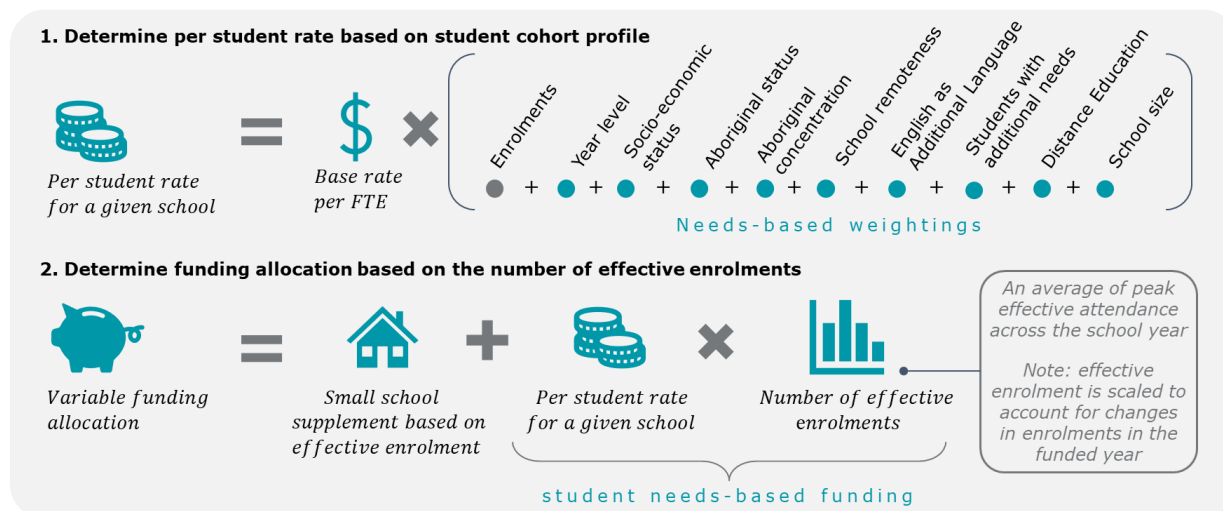 1. Determine per student rate based on student cohort profile
Per student rate
for a given school
=
$
Base rate
per FTE
×
Enrolments
+
Year level
+
Socio-economic
status
+
Aboriginal status
+
Aboriginal
concentration
+
School remoteness
+
English as
Additional Language
+
Students with
additional needs
+
Distance Education
+
School size
Needs-based weightings
2. Determine funding allocation based on the number of effective enrolments
Variable funding
allocation
=
Small school
supplement based on
effective enrolment
+
Per student rate
for a given school
×
Number of effective
enrolments
An average of peak
effective attendance
across the school year
Note: effective
enrolment is scaled to
account for changes
in enrolments in the
funded year
student needs-based funding